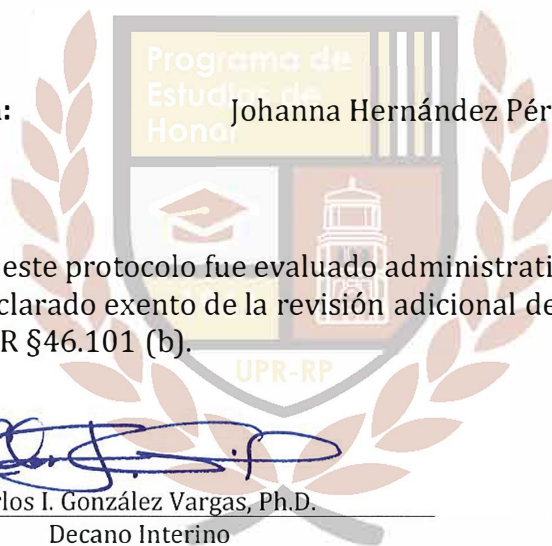 Programa de
Estudios de
Honor
Johanna Hernández Pér
este protocolo fue evaluado administrati
clarado exento de la revisión adicional de
R §46.101 (b).
UPR-RP
los I. González Vargas, Ph.D.
Decano Interino